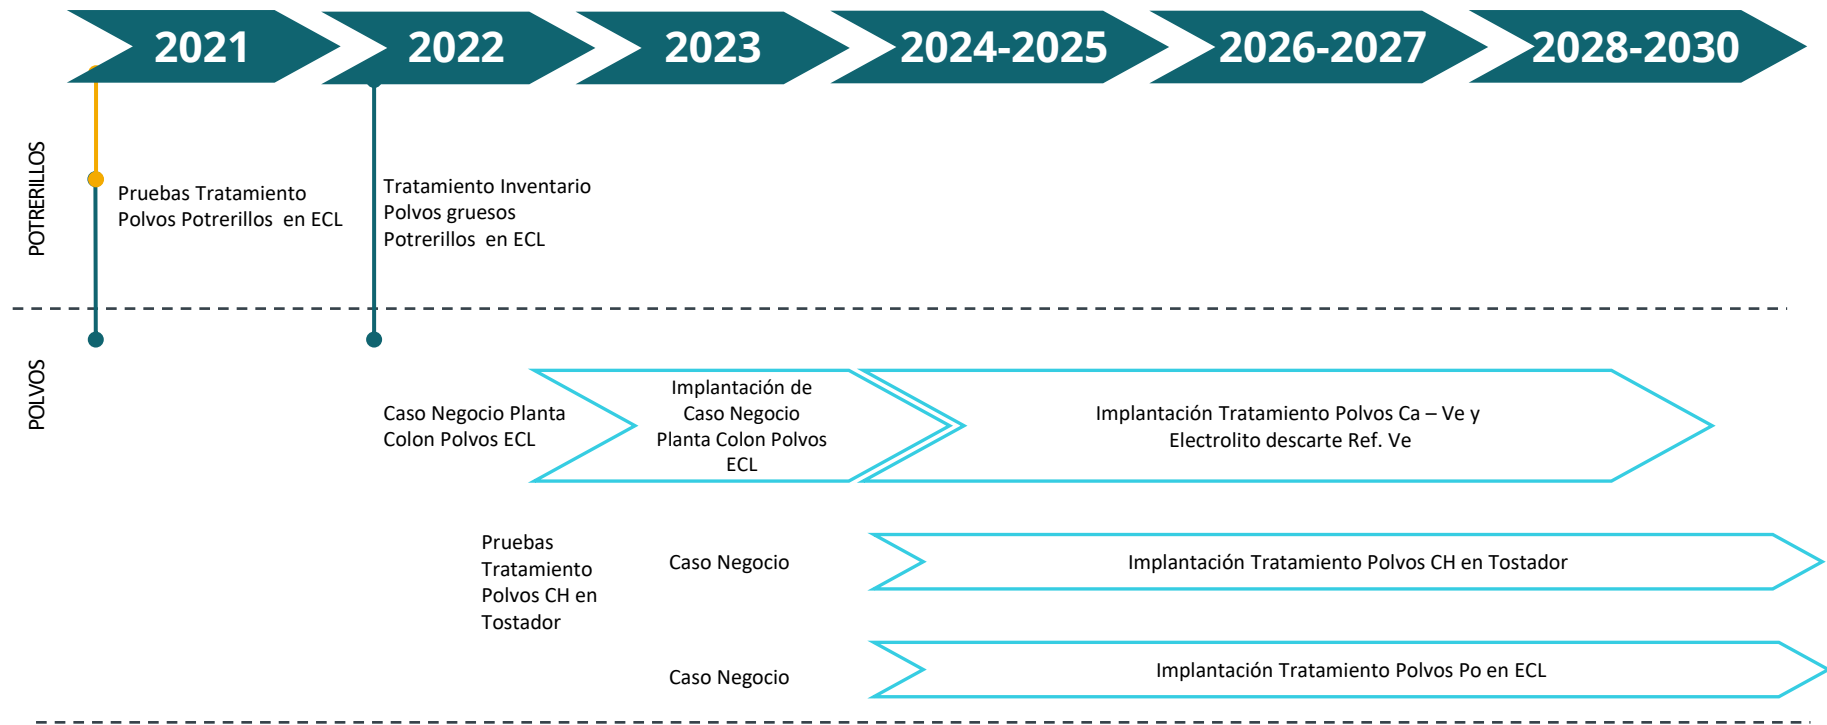 2021
2022
2023
2024-2025
2026-2027
2028-2030
POTRERILLOS
Pruebas Tratamiento
Polvos Potrerillos en ECL
Tratamiento Inventario
Polvos gruesos
Potrerillos en ECL
POLVOS
Caso Negocio Planta
Colon Polvos ECL
Implantación de
Caso Negocio
Planta Colon Polvos
ECL
Implantación Tratamiento Polvos Ca – Ve y
Electrolito descarte Ref. Ve
Pruebas
Tratamiento
Polvos CH en
Tostador
Caso Negocio
Implantación Tratamiento Polvos CH en Tostador
Caso Negocio
Implantación Tratamiento Polvos Po en ECL